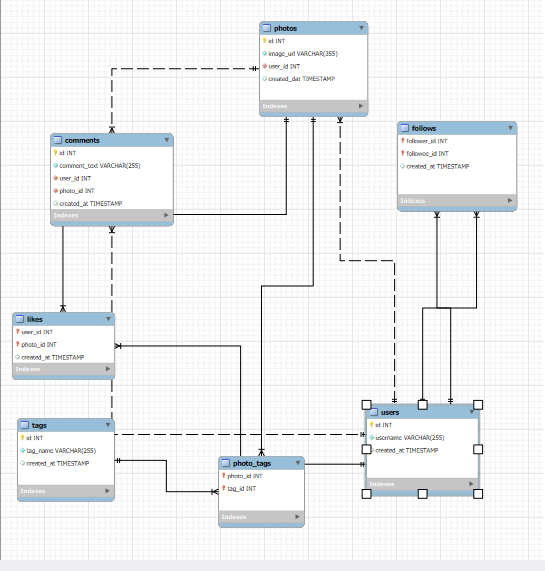 photos
id INT
image_url VARCHAR(355)
user_id INT
created_dat TIMESTAMP
Indexes
comments
id INT
comment_text VARCHAR(255)
user_id INT
photo_id INT
created_at TIMESTAMP
Indexes
follows
follower_id INT
followee_id INT
created_at TIMESTAMP
Indexes
likes
user_id INT
photo_id INT
created_at TIMESTAMP
Indexes
tags
id INT
tag_name VARCHAR(255)
created_at TIMESTAMP
Indexes
photo_tags
photo_id INT
tag_id INT
Indexes
users
id INT
username VARCHAR(255)
created_at TIMESTAMP
Indexes